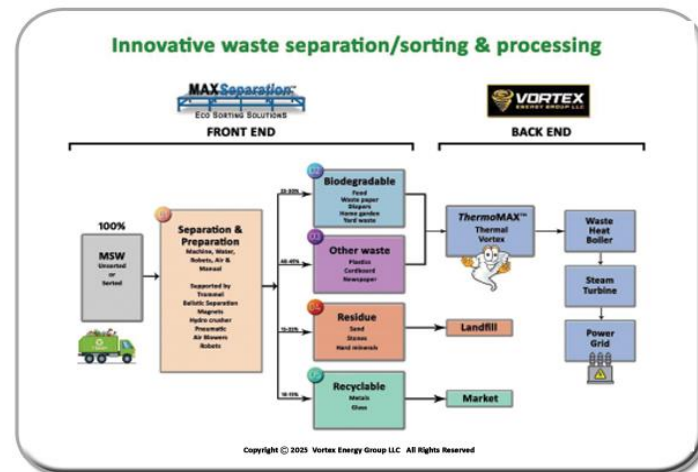 Innovative waste separation/sorting & processing
MAXSeparation™
ECO SORTING SOLUTIONS
VORTEX
ENERGY GROUP LLC
FRONT END
BACK END
100%
MSW
Unsorted
or
Sorted
Separation &
Preparation
Machine, Water,
Robots, Air &
Manual
Supported by
Trommel
Balistic Separation
Magnets
Hydro crusher
Pneumatic
Air Blowers
Robots
Biodegradable
Food
Waste paper
Diapers
Home garden
Yard waste
Other waste
Plastics
Cardboard
Newspaper
Residue
Sand
Stones
Hard minerals
Recyclable
Metals
Glass
ThermoMAX™
Thermal
Vortex
Landfill
Market
Waste
Heat
Boiler
Steam
Turbine
Power
Grid
Copyright © 2025 Vortex Energy Group LLC All Rights Reserved